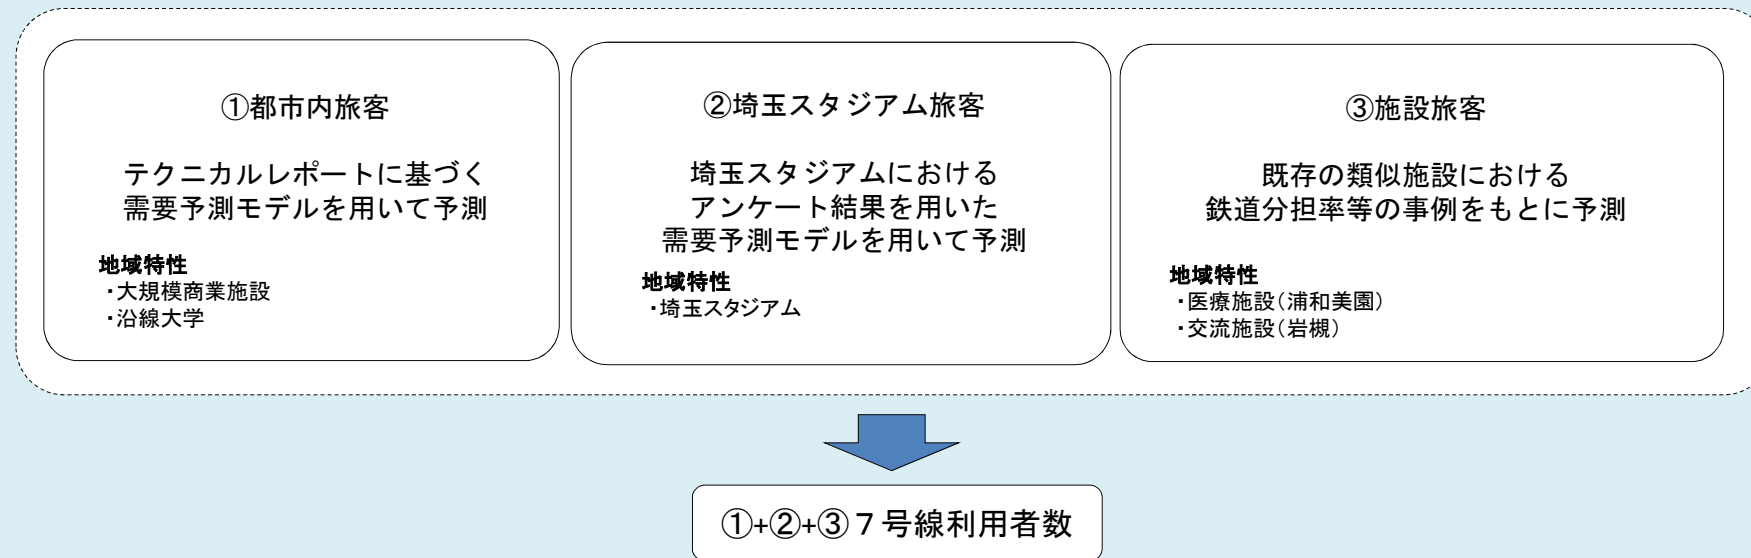 ①都市内旅客
テクニカルレポートに基づく
需要予測モデルを用いて予測
地域特性
・大規模商業施設
・沿線大学
②埼玉スタジアム旅客
埼玉スタジアムにおける
アンケート結果を用いた
需要予測モデルを用いて予測
地域特性
・埼玉スタジアム
③施設旅客
既存の類似施設における
鉄道分担率等の事例をもとに予測
地域特性
・医療施設（浦和美園）
・交流施設（岩槻）
①+②+③７号線利用者数